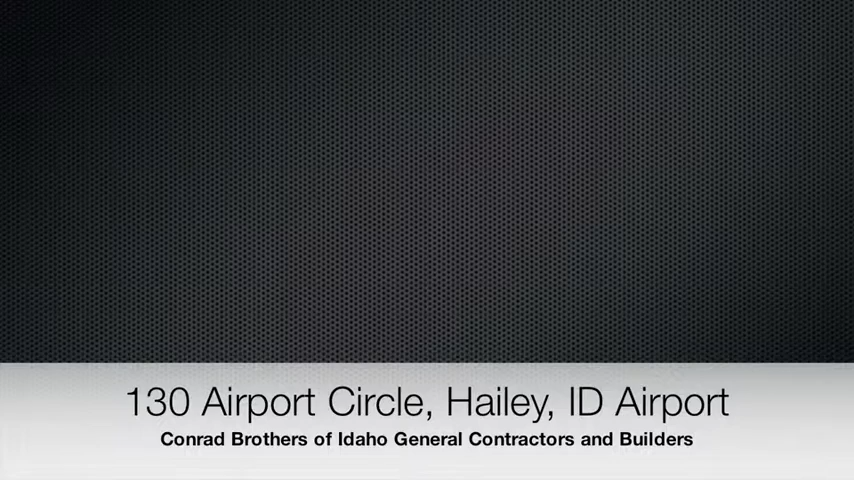 130 Airport Circle, Hailey, ID Airport
Conrad Brothers of Idaho General Contractors and Builders